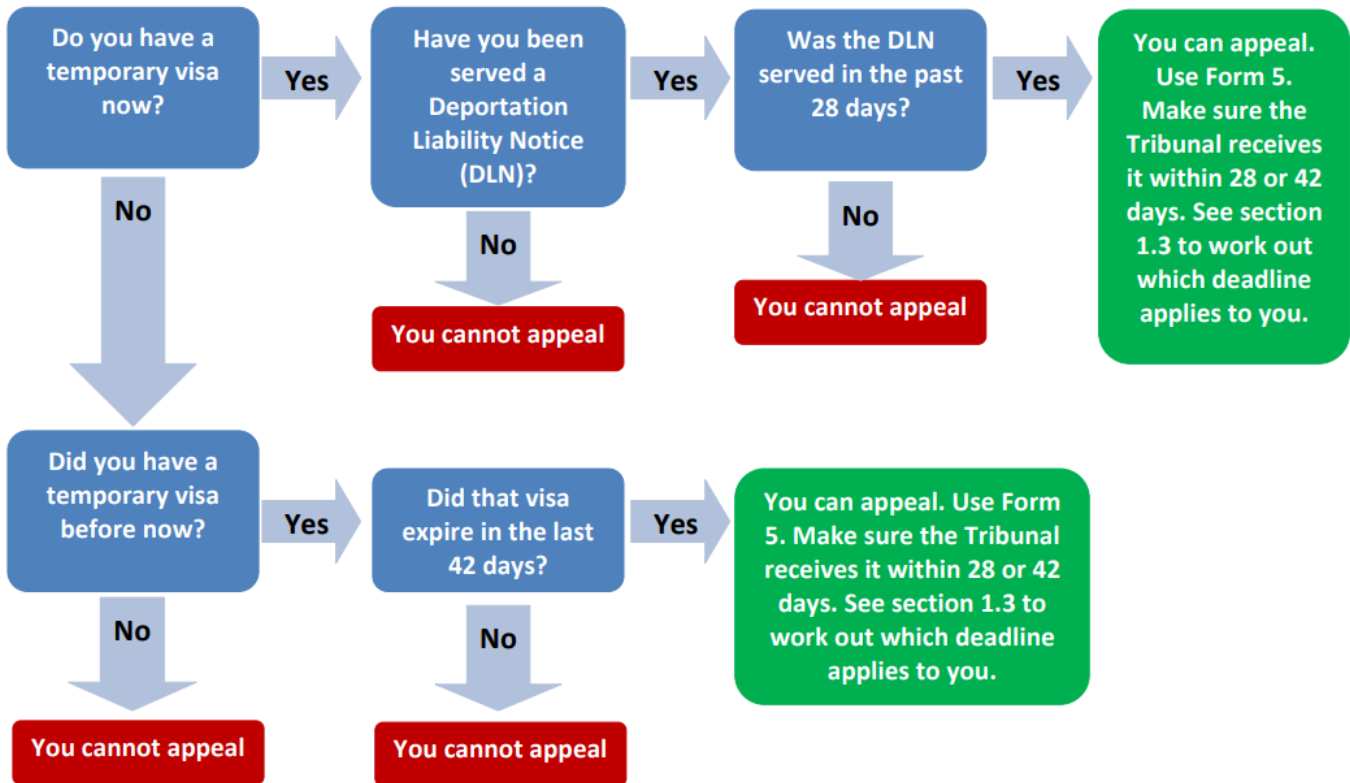 Do you have a
temporary visa
now?
Yes
Have you been
served a
Deportation
Liability Notice
(DLN)?
Yes
Was the DLN
served in the past
28 days?
Yes
You can appeal.
Use Form 5.
Make sure the
Tribunal receives
it within 28 or 42
days. See section
1.3 to work out
which deadline
applies to you.
No
No
No
You cannot appeal
You cannot appeal
Did you have a
temporary visa
before now?
Yes
Did that visa
expire in the last
42 days?
Yes
You can appeal. Use Form
5. Make sure the Tribunal
receives it within 28 or 42
days. See section 1.3 to
work out which deadline
applies to you.
No
No
You cannot appeal
You cannot appeal